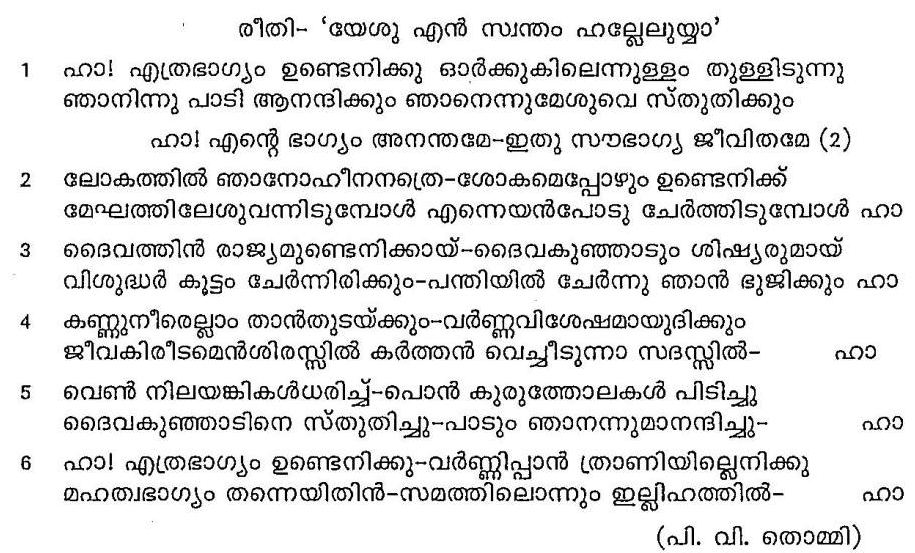 രീതി- ‘യേശു എൻ സ്വന്തം ഹല്ലേലുയ്യാ’
1 ഹാ! എത്രഭാഗ്യം ഉണ്ടെനിക്കു ഓർക്കുകിലെന്നുള്ളം തുള്ളിടുന്നു
ഞാനിന്നു പാടി ആനന്ദിക്കും ഞാനെന്നുമേശുവെ സ്തുതിക്കും
ഹാ! എന്റെ ഭാഗ്യം അനന്തമേ-ഇതു സൗഭാഗ്യ ജീവിതമേ (2)
2 ലോകത്തിൽ ഞാനോഹീനനത്രെ-ശോകമെപ്പോഴും ഉണ്ടെനിക്ക്
മേഘത്തിലേശുവന്നിടുമ്പോൾ എന്നെയൻപോടു ചേർത്തിടുമ്പോൾ ഹാ
3 ദൈവത്തിൻ രാജ്യമുണ്ടെനിക്കായ്-ദൈവകുഞ്ഞാടും ശിഷ്യരുമായ്
വിശുദ്ധർ കൂട്ടം ചേർന്നിരിക്കും-പന്തിയിൽ ചേർന്നു ഞാൻ ഭുജിക്കും ഹാ
4 കണ്ണുനീരെല്ലാം താൻതുടയ്ക്കും-വർണ്ണവിശേഷമായുദിക്കും
ജീവകിരീടമെൻശിരസ്സിൽ കർത്തൻ വെച്ചീടുന്നാ സദസ്സിൽ- ഹാ
5 വെൺ നിലയങ്കികൾധരിച്ച്-പൊൻ കുരുത്തോലകൾ പിടിച്ചു
ദൈവകുഞ്ഞാടിനെ സ്തുതിച്ചു-പാടും ഞാനന്നുമാനന്ദിച്ചു- ഹാ
6 ഹാ! എത്രഭാഗ്യം ഉണ്ടെനിക്കു-വർണ്ണിപ്പാൻ ത്രാണിയില്ലെനിക്കു
മഹത്വഭാഗ്യം തന്നെയിതിൻ-സമത്തിലൊന്നും ഇല്ലിഹത്തിൽ- ഹാ
(പി. വി. തൊമ്മി)